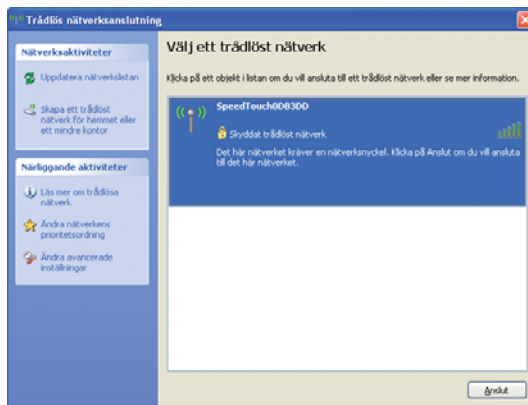 Trådlös nätverksanslutning
Nätverksaktiviteter
Uppdatera nätverkslistan
Skapa ett trådlöst
nätverk för hemmet eller
ett mindre kontor
Närliggande aktiviteter
Läs mer om trådlösa
nätverk
Ändra nätverkens
prioritetsordning
Ändra avancerade
inställningar
Välj ett trådlöst nätverk
Klicka på ett objekt i listan om du vill ansluta till ett trådlöst nätverk eller se mer information.
SpeedTouch0DB3DD
Skyddat trådlöst nätverk
Det här nätverket kräver en nätverksnyckel. Klicka på Anslut om du vill ansluta
till det här nätverket.
Anslut